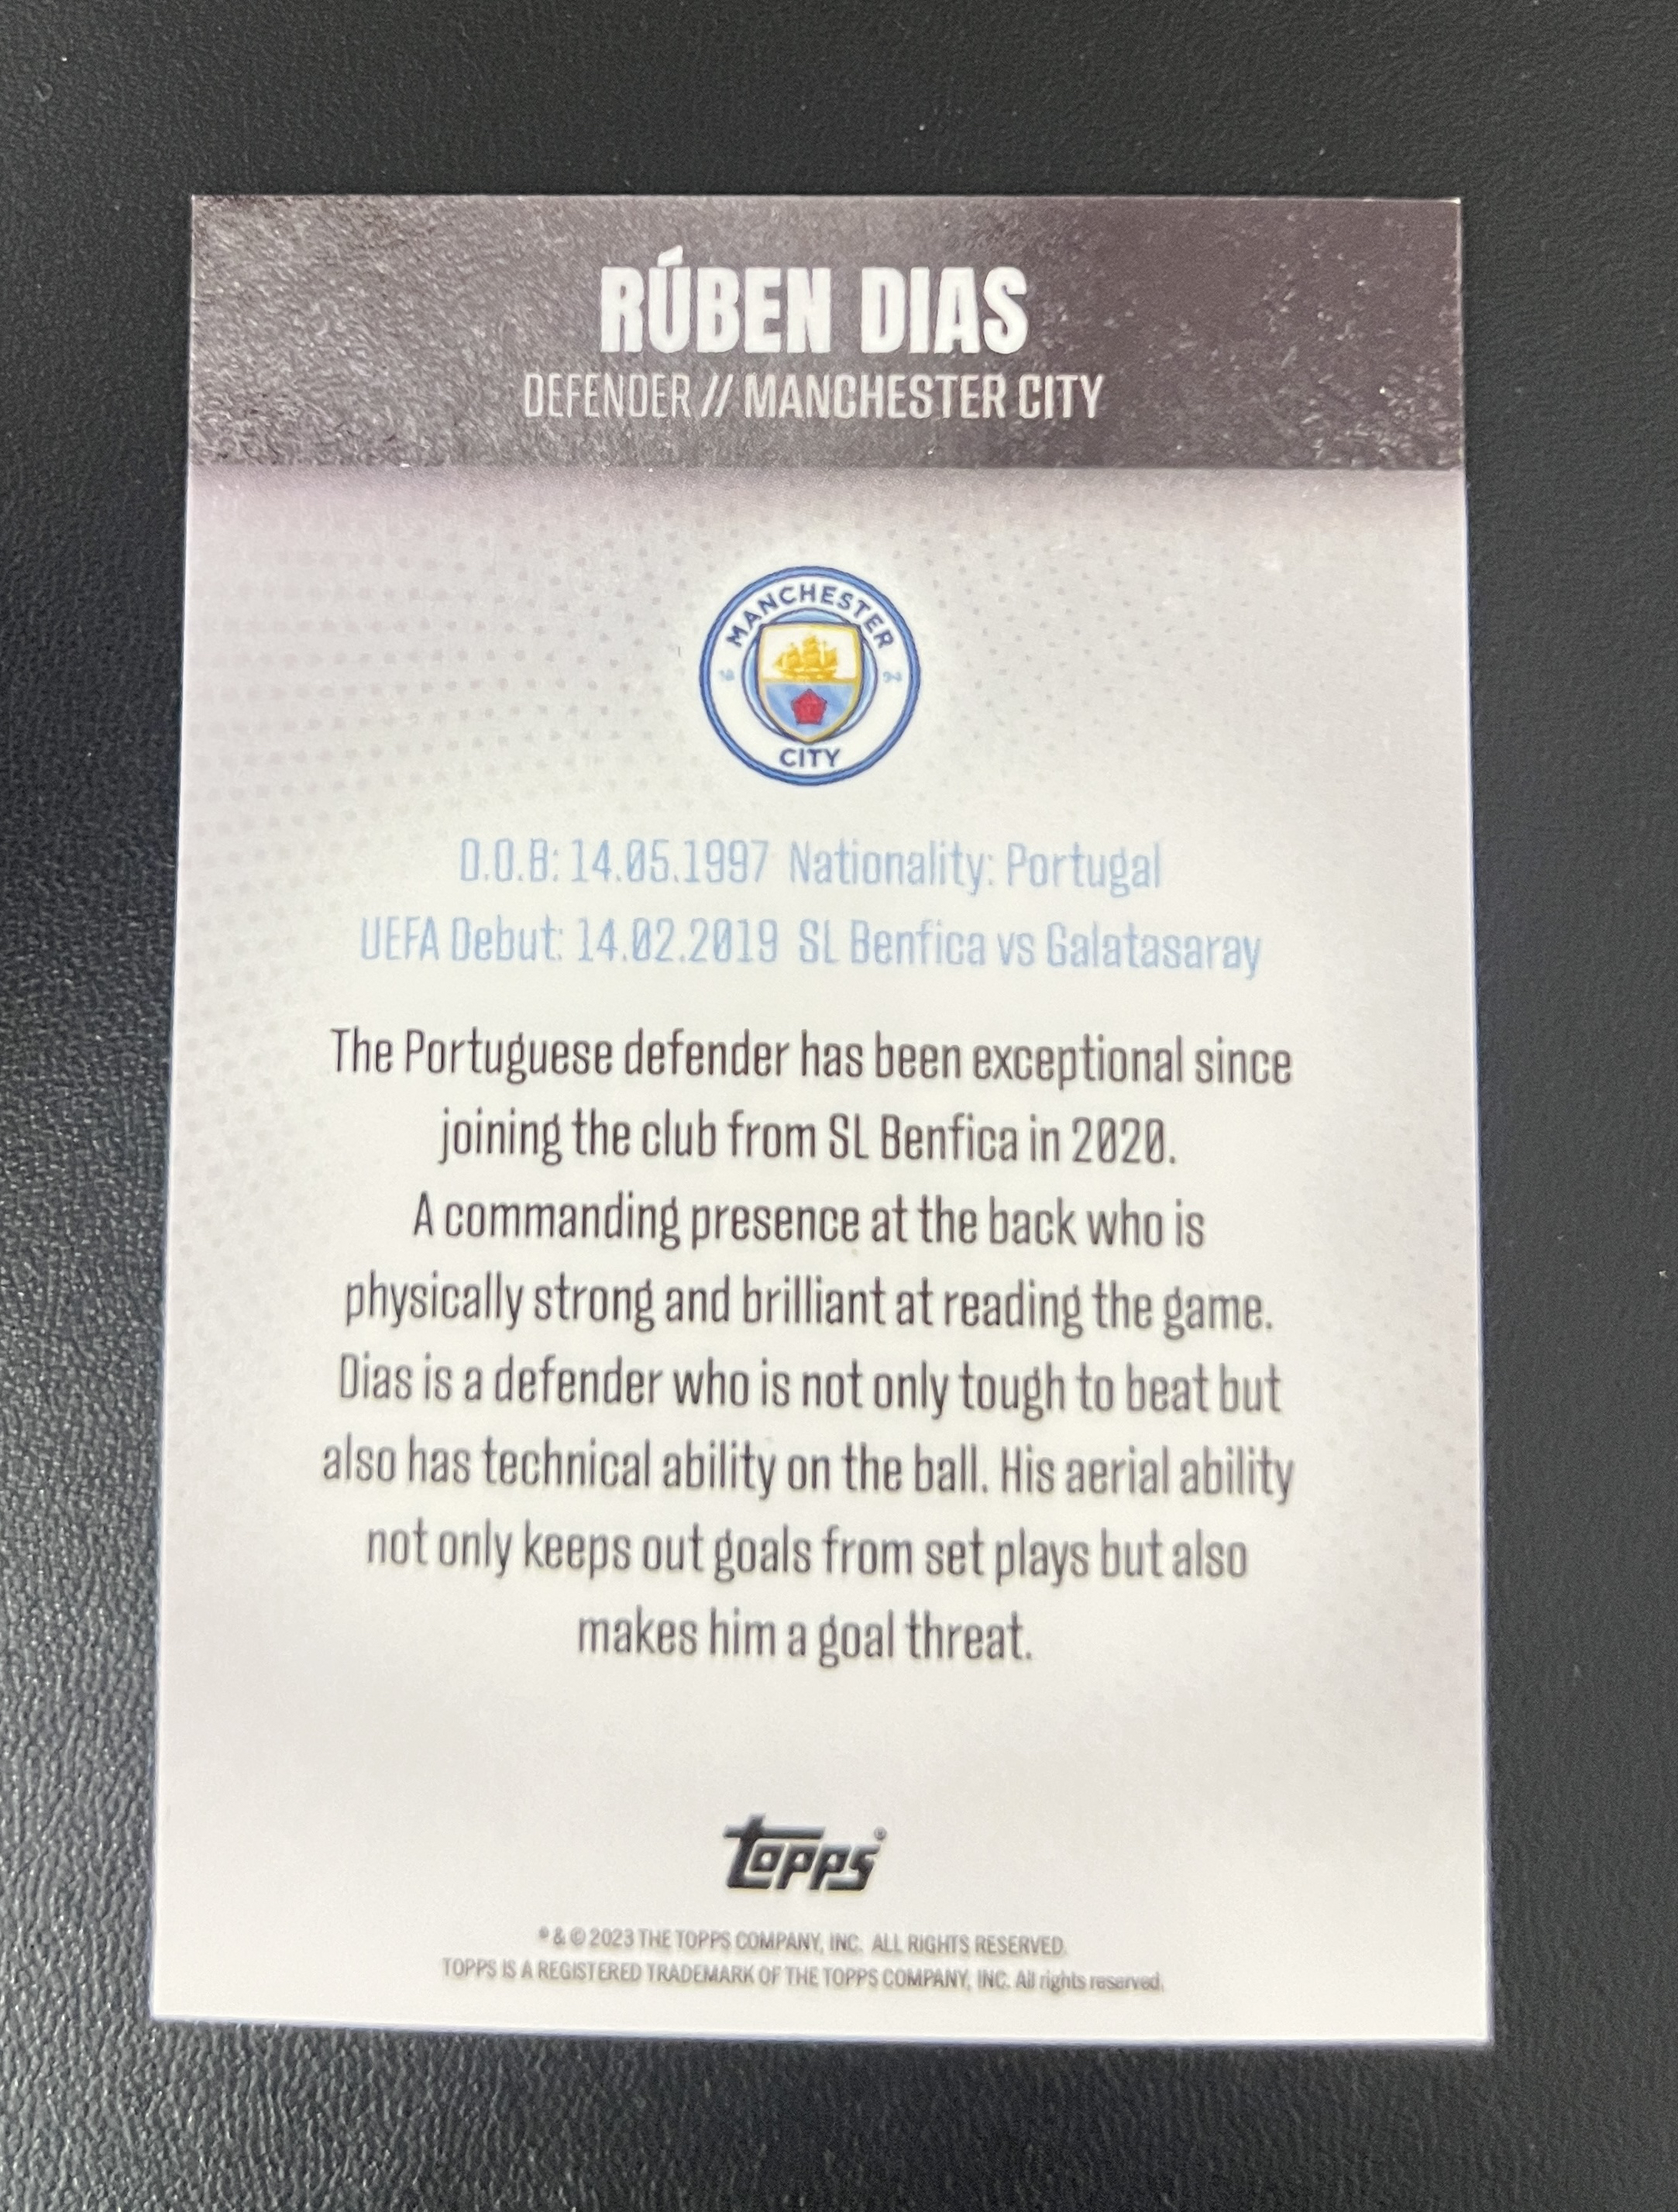 RÚBEN DIAS
DEFENDER // MANCHESTER CITY
MANCHESTER
18 94
CITY
D.O.B: 14.05.1997 Nationality: Portugal
UEFA Debut: 14.02.2019 SL Benfica vs Galatasaray
The Portuguese defender has been exceptional since
joining the club from SL Benfica in 2020.
A commanding presence at the back who is
physically strong and brilliant at reading the game.
Dias is a defender who is not only tough to beat but
also has technical ability on the ball. His aerial ability
not only keeps out goals from set plays but also
makes him a goal threat.
topps®
® & © 2023 THE TOPPS COMPANY, INC. ALL RIGHTS RESERVED.
TOPPS IS A REGISTERED TRADEMARK OF THE TOPPS COMPANY, INC. All rights reserved.